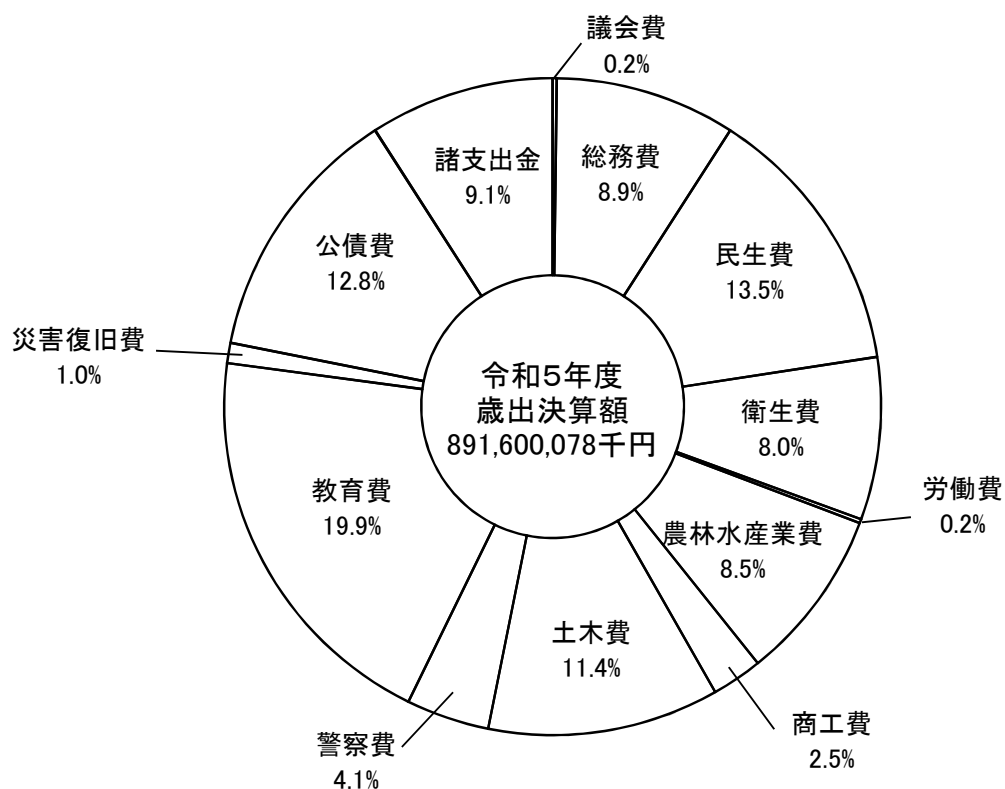 議会費
0.2%
総務費
8.9%
民生費
13.5%
衛生費
8.0%
労働費
0.2%
農林水産業費
8.5%
商工費
2.5%
土木費
11.4%
警察費
4.1%
教育費
19.9%
災害復旧費
1.0%
公債費
12.8%
諸支出金
9.1%
令和5年度
歳出決算額
891,600,078千円